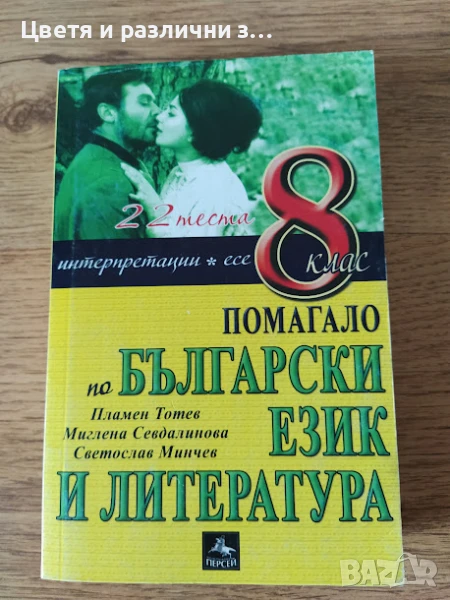 Цветя и различни з...
22 теста
8
интерпретации * есе
клас
ПОМАГАЛО
по БЪЛГАРСКИ
Пламен Тотев
Миглена Севдалинова
Светослав Минчев
ЕЗИК
И ЛИТЕРАТУРА
ПЕРСЕЙ
BAZAR